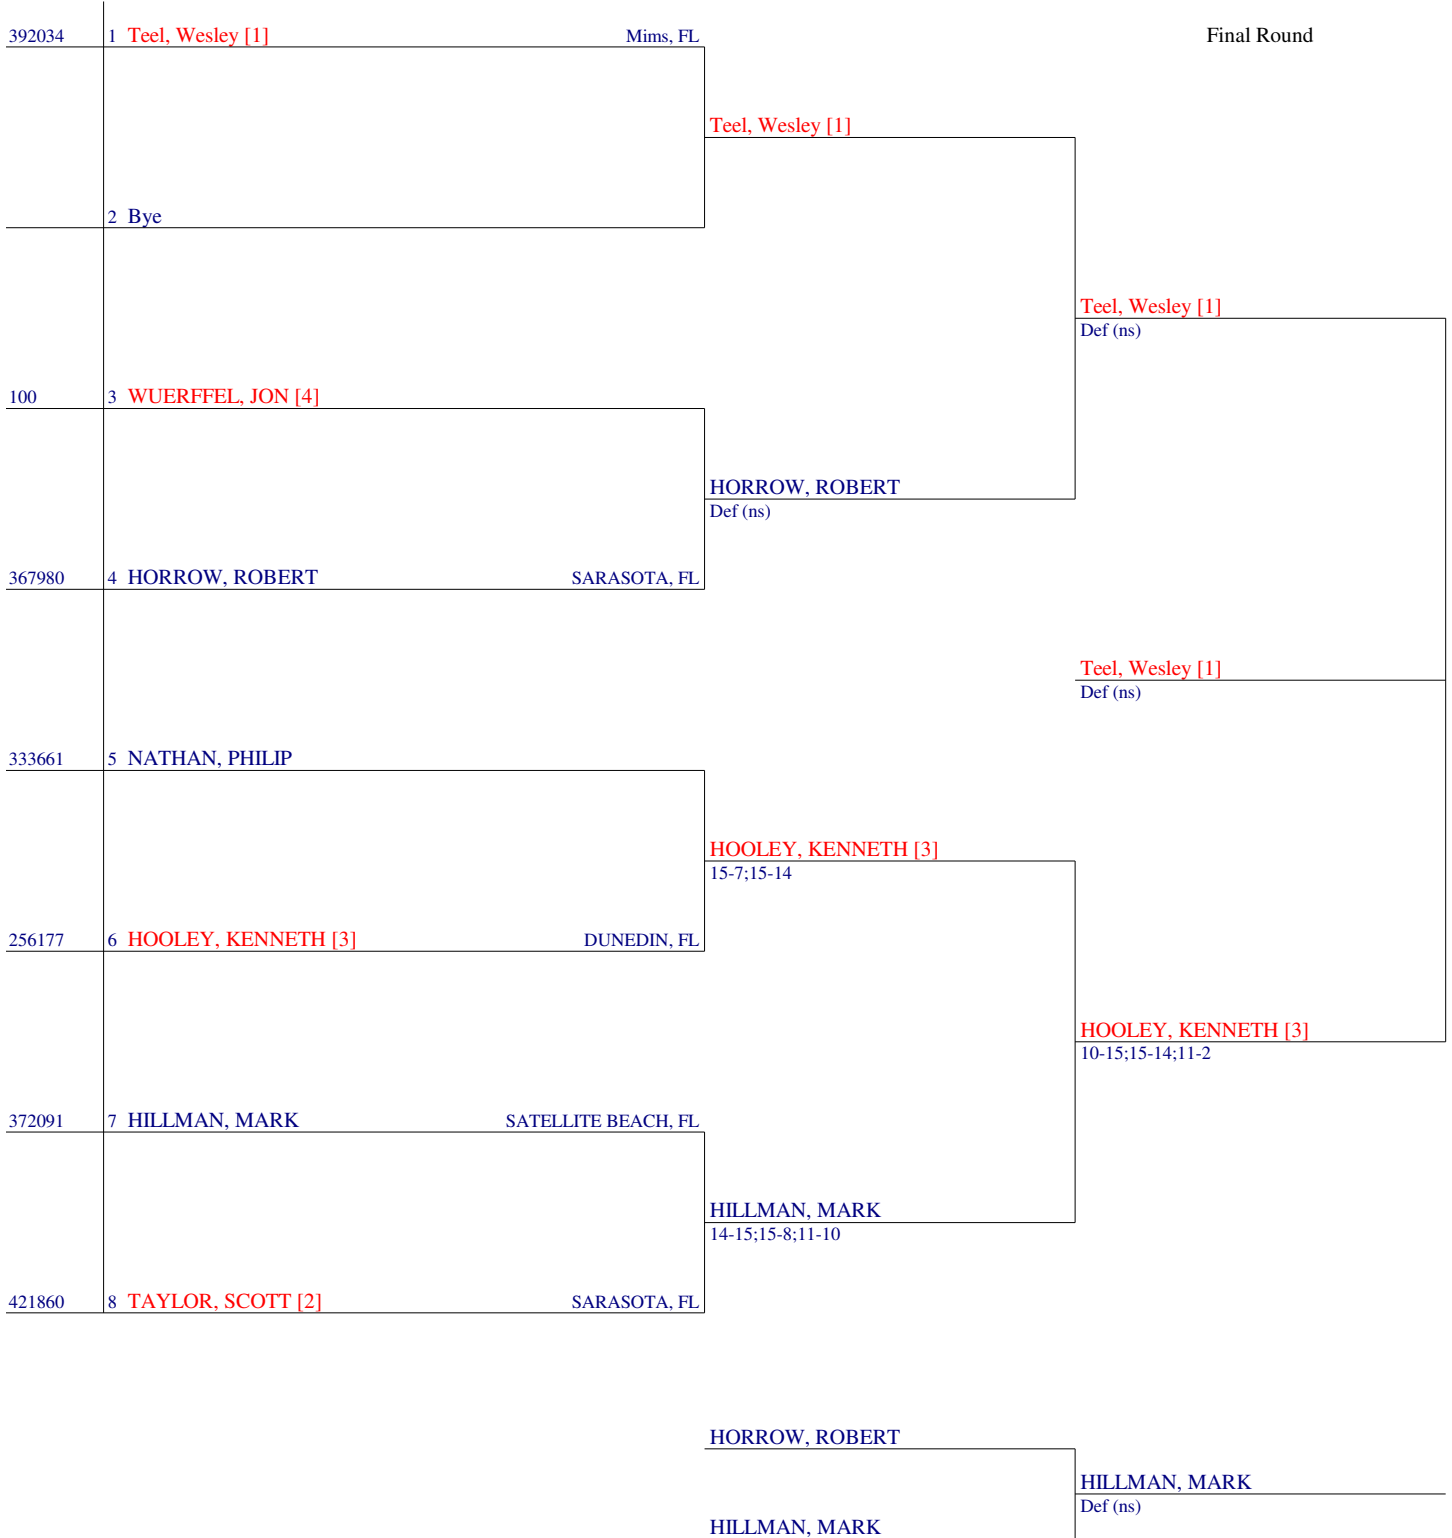 392034 1 Teel, Wesley [1] Mims, FL Final Round
Teel, Wesley [1]
2 Bye
Teel, Wesley [1]
Def (ns)
100 3 WUERFFEL, JON [4]
HORROW, ROBERT
Def (ns)
367980 4 HORROW, ROBERT SARASOTA, FL
Teel, Wesley [1]
Def (ns)
333661 5 NATHAN, PHILIP
HOOLEY, KENNETH [3]
15-7;15-14
256177 6 HOOLEY, KENNETH [3] DUNEDIN, FL
HOOLEY, KENNETH [3]
10-15;15-14;11-2
372091 7 HILLMAN, MARK SATELLITE BEACH, FL
HILLMAN, MARK
14-15;15-8;11-10
421860 8 TAYLOR, SCOTT [2] SARASOTA, FL
HORROW, ROBERT
HILLMAN, MARK
Def (ns)
HILLMAN, MARK